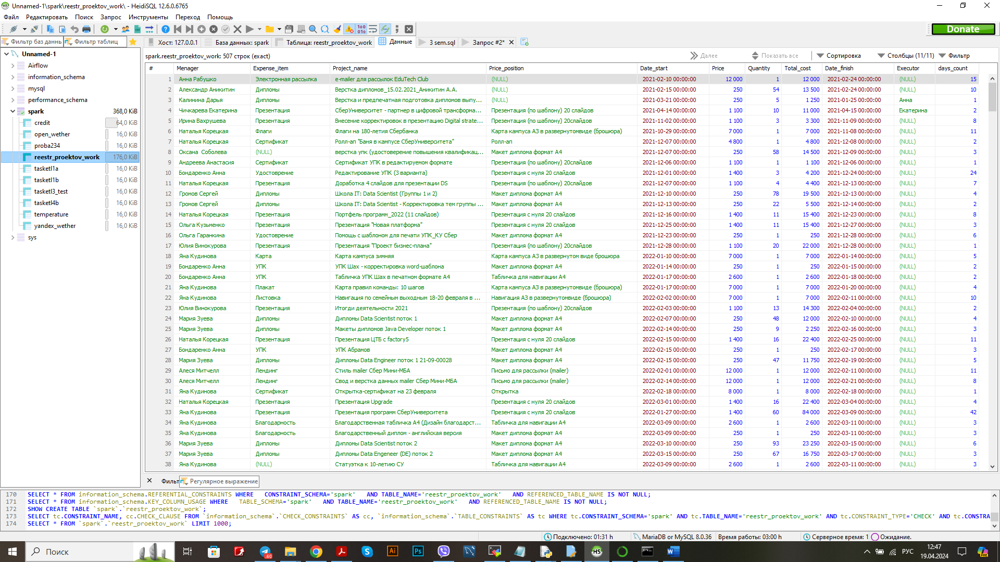 Unnamed-1\spark\reestr_proektov_work\ - HeidiSQL 12.6.0.6765
Файл Редактировать Поиск Запрос Инструменты Переход Помощь
Donate
Фильтр баз данн Фильтр таблиц Хост: 127.0.0.1 База данных: spark Таблица: reestr_proektov_work Данные 3 sem.sql Запрос #2*
Unnamed-1
Airflow
information_schema
mysql
performance_schema
spark 368,0 KiB
credit 64,0 KiB
open_wether 16,0 KiB
proba234 16,0 KiB
reestr_proektov_work 176,0 KiB
tasketl1a 16,0 KiB
tasketl1b 16,0 KiB
tasketl3_test 16,0 KiB
tasketl4b 16,0 KiB
temperature 16,0 KiB
yandex_wether 16,0 KiB
sys
spark.reestr_proektov_work: 507 строк (exact) Далее Показать все Сортировка Столбцы (11/11) Фильтр
# Menager Expense_item Project_name Price_position Date_start Price Quantity Total_cost Date_finish Executor days_count
1 Анна Рабушко Электронная рассылка e-mailer для рассылок EduTech Club (NULL) 2021-02-10 00:00:00 12 000 1 12 000 2021-02-24 00:00:00 (NULL) 15
2 Александр Аникитин Дипломы Верстка дипломов_15.02.2021_Аникитин А.А. (NULL) 2021-02-15 00:00:00 250 54 13 500 2021-02-24 00:00:00 (NULL) 10
3 Калинина Дарья Дипломы Верстка и предпечатная подготовка дипломов выпу... (NULL) 2021-03-21 00:00:00 250 5 1 250 2021-01-25 00:00:00 Анна 1
4 Чичкарева Екатерина Презентация СберУниверситет - партнер в цифровой трансформа... Презентация (по шаблону) 20 слайдов 2021-04-14 00:00:00 1 100 10 11 000 2021-04-15 00:00:00 Екатерина 2
5 Ирина Вахрушева Презентация Внесение корректировок в презентацию Digital strate... Презентация (по шаблону) 20слайдов 2021-11-02 00:00:00 1 100 3 3 300 2021-11-09 00:00:00 (NULL) 8
6 Наталья Корецкая Флаги Флаги на 180-летия Сбербанка Карта кампуса А3 в развернутомвиде (брошюра) 2021-10-29 00:00:00 7 000 1 7 000 2021-11-08 00:00:00 (NULL) 11
7 Наталья Корецкая Сертификат Ролл-ап "Баня в кампусе СберУниверситета" Ролл-ап 2021-12-07 00:00:00 4 800 1 4 800 2021-12-08 00:00:00 (NULL) 2
8 Оксана  Соболева (NULL) верстка упк (удостоверение повышения квалификац... Макет диплома формат А4 2021-12-07 00:00:00 250 58 14 500 2021-12-09 00:00:00 (NULL) 3
9 Андреева Анастасия Сертификат Сертификат УПК в редактируемом формате Презентация (по шаблону) 20слайдов 2021-12-06 00:00:00 1 100 1 1 100 2021-12-06 00:00:00 (NULL) 1
10 Бондаренко Анна Удостоверение Редактирование УПК (3 варианта) Презентация с нуля 20 слайдов 2021-12-01 00:00:00 1 400 3 4 200 2021-12-24 00:00:00 (NULL) 24
11 Наталья Корецкая Презентация Доработка 4 слайдов для презентации DS Презентация (по шаблону) 20слайдов 2021-12-07 00:00:00 1 100 4 4 400 2021-12-13 00:00:00 (NULL) 7
12 Громов Сергей Дипломы Школа IT: Data Scientist (Группы 1 и 2) Макет диплома формат А4 2021-12-10 00:00:00 250 78 19 500 2021-12-13 00:00:00 (NULL) 4
13 Громов Сергей Дипломы Школа IT: Data Scientist - Корректировка тем группы ... Макет диплома формат А4 2021-12-13 00:00:00 250 22 5 500 2021-12-14 00:00:00 (NULL) 2
14 Наталья Корецкая Презентация Портфель программ_2022 (11 слайдов) Презентация с нуля 20 слайдов 2021-12-16 00:00:00 1 400 11 15 400 2021-12-23 00:00:00 (NULL) 8
15 Ольга Кузьменко Презентация Презентация "Новая платформа" Презентация с нуля 20 слайдов 2021-12-25 00:00:00 1 400 11 15 400 2021-12-27 00:00:00 (NULL) 3
16 Ольга Гаранкина Удостоверение Помощь с шаблоном для печати УПК_КУ Сбер Макет диплома формат А4 2021-12-23 00:00:00 250 1 250 2021-12-28 00:00:00 (NULL) 6
17 Юлия Винокурова Презентация Презентация "Проект бизнес-плана" Презентация (по шаблону) 20слайдов 2021-12-28 00:00:00 1 100 20 22 000 2021-12-28 00:00:00 (NULL) 1
18 Яна Кудинова Карта Карта кампуса зимняя Карта кампуса А3 в развернутом виде брошюра 2022-01-10 00:00:00 7 000 1 7 000 2022-01-14 00:00:00 (NULL) 5
19 Бондаренко Анна УПК УПК Шах - корректировка word-шаблона Макет диплома формат А4 2022-01-14 00:00:00 250 1 250 2022-01-15 00:00:00 (NULL) 2
20 Бондаренко Анна УПК Табличка УПК Шах в печатном формате А4 Табличка для навигации А4 2022-01-17 00:00:00 2 600 1 2 600 2022-01-18 00:00:00 (NULL) 2
21 Яна Кудинова Плакат Карта правил команды: 10 шагов Карта кампуса А3 в развернутомвиде (брошюра) 2022-01-17 00:00:00 7 000 1 7 000 2022-01-20 00:00:00 (NULL) 4
22 Яна Кудинова Листовка Навигация по семейным выходным 18-20 февраля в ... Навигация А3 в развернутомвиде (брошюра) 2022-02-02 00:00:00 7 000 1 7 000 2022-02-11 00:00:00 (NULL) 10
23 Юлия Винокурова Презентация Итогди деятельности 2021 Презентация (по шаблону) 20слайдов 2022-02-03 00:00:00 1 100 13 14 300 2022-02-04 00:00:00 (NULL) 2
24 Мария Зуева Дипломы Дипломы Data Scientist поток 1 Макет диплома формат А4 2022-02-07 00:00:00 250 48 12 000 2022-02-10 00:00:00 (NULL) 4
25 Мария Зуева Дипломы Макеты дипломов Java Developer поток 1 Макет диплома формат А4 2022-02-14 00:00:00 250 9 2 250 2022-02-16 00:00:00 (NULL) 3
26 Наталья Корецкая Презентация Презентация ЦТБ с factory5 Презентация с нуля 20 слайдов 2022-02-15 00:00:00 1 400 16 22 400 2022-02-25 00:00:00 (NULL) 11
27 Бондаренко Анна УПК УПК Абрамов Макет диплома формат А4 2022-02-15 00:00:00 250 1 250 2022-02-17 00:00:00 (NULL) 3
28 Мария Зуева Дипломы Дипломы Data Engineer поток 1 21-09-00028 Макет диплома формат А4 2022-02-15 00:00:00 250 47 11 750 2022-02-19 00:00:00 (NULL) 5
29 Алеся Митчелл Лендинг Стиль mailer Сбер Мини-МБА Письмо для рассылки (mailer) 2022-02-01 00:00:00 12 000 1 12 000 2022-02-11 00:00:00 (NULL) 11
30 Алеся Митчелл Лендинг Свод и верстка данных mailer Сбер Мини-МБА Письмо для рассылки (mailer) 2022-02-14 00:00:00 12 000 1 12 000 2022-02-21 00:00:00 (NULL) 8
31 Яна Кудинова Сертификат Открытка-сертификат на 23 февраля Открытка 2022-02-18 00:00:00 8 000 1 8 000 2022-02-18 00:00:00 (NULL) 1
32 Наталья Корецкая Презентация Презентация Upgrade Презентация с нуля 20 слайдов 2022-03-01 00:00:00 1 400 16 22 400 2022-03-04 00:00:00 (NULL) 4
33 Яна Кудинова Презентация Презентация программ СберУниверситета Презентация с нуля 20 слайдов 2022-01-27 00:00:00 1 400 60 84 000 2022-03-09 00:00:00 (NULL) 42
34 Яна Кудинова Благодарность Благодарственная табличка А4 (Дизайн благодарст... Табличка для навигации А4 2022-03-09 00:00:00 2 600 1 2 600 2022-03-11 00:00:00 (NULL) 3
35 Яна Кудинова Благодарность Благодарственный диплом - английская версия Макет диплома формат А4 2022-03-09 00:00:00 250 1 250 2022-03-11 00:00:00 (NULL) 3
36 Мария Зуева Дипломы Дипломы Data Scientist поток 2 Макет диплома формат А4 2022-03-10 00:00:00 250 93 23 250 2022-03-15 00:00:00 (NULL) 6
37 Мария Зуева Дипломы Дипломы Data Engeneer (DE) поток 2 Макет диплома формат А4 2022-03-15 00:00:00 250 67 16 750 2022-03-17 00:00:00 (NULL) 3
38 Яна Кудинова (NULL) Статуэтка к 10-летию СУ Табличка для навигации А4 2022-03-09 00:00:00 2 600 1 2 600 2022-03-11 00:00:00 (NULL) 3
Фильт Регулярное выражение
170 SELECT * FROM information_schema.REFERENTIAL_CONSTRAINTS WHERE   CONSTRAINT_SCHEMA='spark'   AND TABLE_NAME='reestr_proektov_work'   AND REFERENCED_TABLE_NAME IS NOT NULL;
171 SELECT * FROM information_schema.KEY_COLUMN_USAGE WHERE   TABLE_SCHEMA='spark'   AND TABLE_NAME='reestr_proektov_work'   AND REFERENCED_TABLE_NAME IS NOT NULL;
172 SHOW CREATE TABLE `spark`.`reestr_proektov_work`;
173 SELECT tc.CONSTRAINT_NAME, cc.CHECK_CLAUSE FROM `information_schema`.`CHECK_CONSTRAINTS` AS cc, `information_schema`.`TABLE_CONSTRAINTS` AS tc WHERE tc.CONSTRAINT_SCHEMA='spark' AND tc.TABLE_NAME='reestr_proektov_work' AND tc.CONSTRAINT_TYPE='CHECK' AND tc.CONSTRA
174 SELECT * FROM `spark`.`reestr_proektov_work` LIMIT 1000;
Подключено: 01:31 h MariaDB or MySQL 8.0.36 Время работы: 03:00 h Серверное время: 1 Ожидание.
Поиск .60 Ai Ps HS W РУС 12:47
19.04.2024 PRE